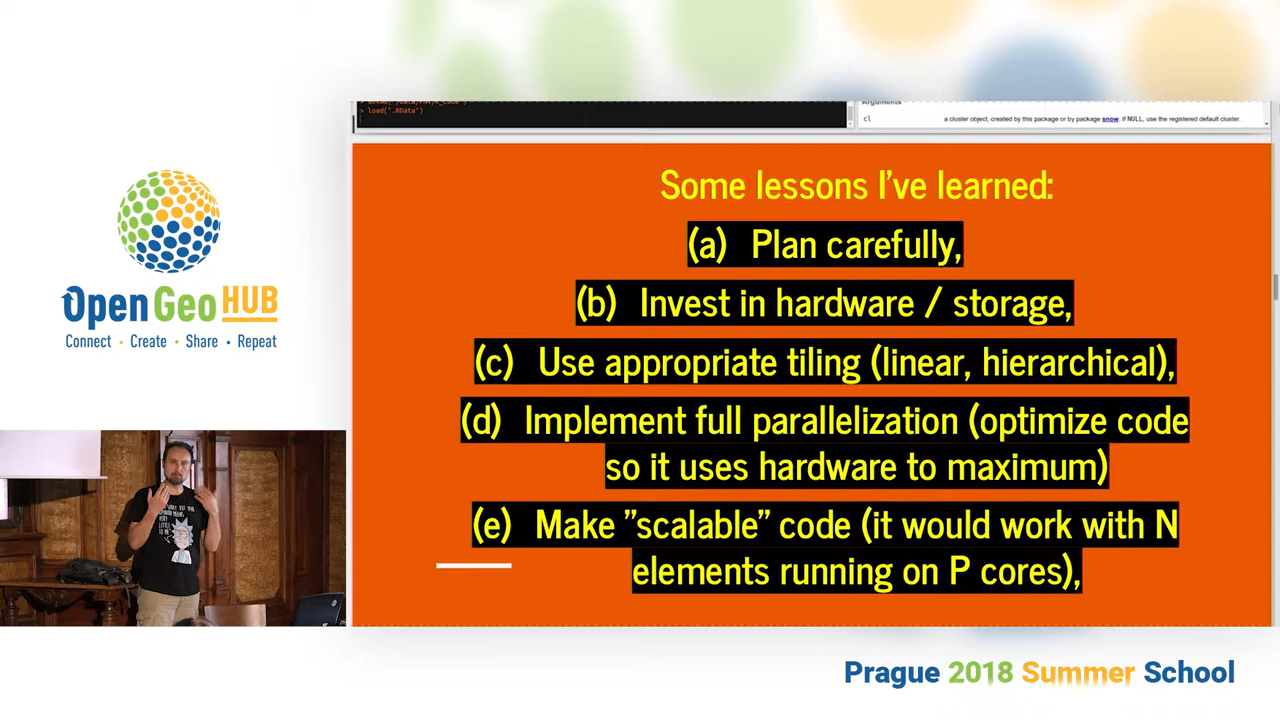 > load(".RData")
Arguments
cl a cluster object, created by this package or by package snow. If NULL, use the registered default cluster.
Some lessons I've learned:
(a) Plan carefully,
(b) Invest in hardware / storage,
(c) Use appropriate tiling (linear, hierarchical),
(d) Implement full parallelization (optimize code
so it uses hardware to maximum)
(e) Make "scalable" code (it would work with N
elements running on P cores),
Open Geo HUB
Connect • Create • Share • Repeat
Prague 2018 Summer School